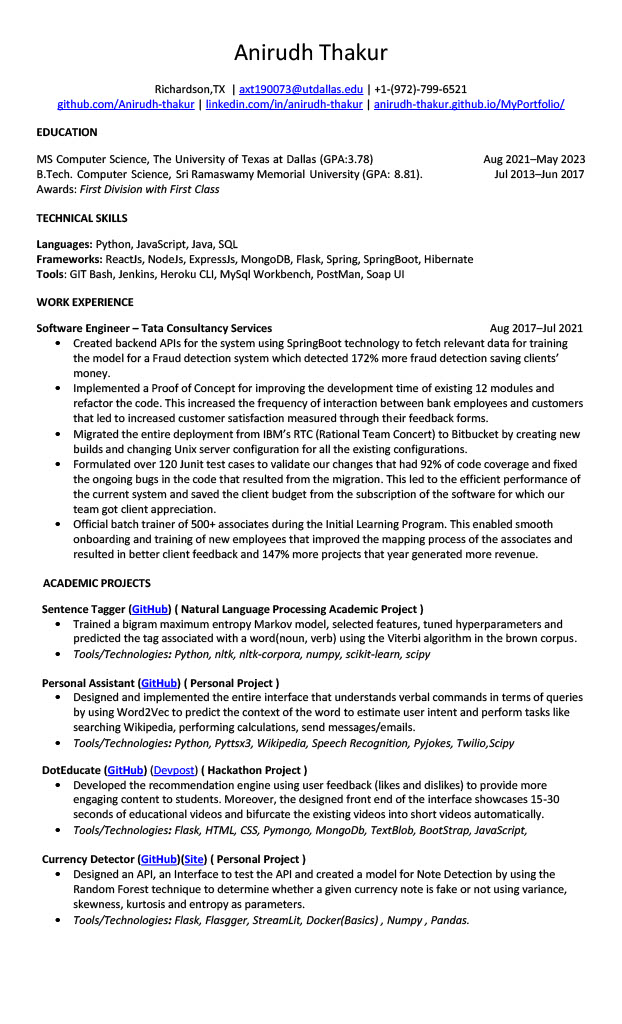 Anirudh Thakur
Richardson,TX | axt190073@utdallas.edu | +1-(972)-799-6521
github.com/Anirudh-thakur | linkedin.com/in/anirudh-thakur | anirudh-thakur.github.io/MyPortfolio/
EDUCATION
MS Computer Science, The University of Texas at Dallas (GPA:3.78) Aug 2021–May 2023
B.Tech. Computer Science, Sri Ramaswamy Memorial University (GPA: 8.81). Jul 2013–Jun 2017
Awards: First Division with First Class
TECHNICAL SKILLS
Languages: Python, JavaScript, Java, SQL
Frameworks: ReactJs, NodeJs, ExpressJs, MongoDB, Flask, Spring, SpringBoot, Hibernate
Tools: GIT Bash, Jenkins, Heroku CLI, MySql Workbench, PostMan, Soap UI
WORK EXPERIENCE
Software Engineer – Tata Consultancy Services Aug 2017–Jul 2021
• Created backend APIs for the system using SpringBoot technology to fetch relevant data for training
the model for a Fraud detection system which detected 172% more fraud detection saving clients'
money.
• Implemented a Proof of Concept for improving the development time of existing 12 modules and
refactor the code. This increased the frequency of interaction between bank employees and customers
that led to increased customer satisfaction measured through their feedback forms.
• Migrated the entire deployment from IBM's RTC (Rational Team Concert) to Bitbucket by creating new
builds and changing Unix server configuration for all the existing configurations.
• Formulated over 120 Junit test cases to validate our changes that had 92% of code coverage and fixed
the ongoing bugs in the code that resulted from the migration. This led to the efficient performance of
the current system and saved the client budget from the subscription of the software for which our
team got client appreciation.
• Official batch trainer of 500+ associates during the Initial Learning Program. This enabled smooth
onboarding and training of new employees that improved the mapping process of the associates and
resulted in better client feedback and 147% more projects that year generated more revenue.
ACADEMIC PROJECTS
Sentence Tagger (GitHub) ( Natural Language Processing Academic Project )
• Trained a bigram maximum entropy Markov model, selected features, tuned hyperparameters and
predicted the tag associated with a word(noun, verb) using the Viterbi algorithm in the brown corpus.
• Tools/Technologies: Python, nltk, nltk-corpora, numpy, scikit-learn, scipy
Personal Assistant (GitHub) ( Personal Project )
• Designed and implemented the entire interface that understands verbal commands in terms of queries
by using Word2Vec to predict the context of the word to estimate user intent and perform tasks like
searching Wikipedia, performing calculations, send messages/emails.
• Tools/Technologies: Python, Pyttsx3, Wikipedia, Speech Recognition, Pyjokes, Twilio,Scipy
DotEducate (GitHub) (Devpost) ( Hackathon Project )
• Developed the recommendation engine using user feedback (likes and dislikes) to provide more
engaging content to students. Moreover, the designed front end of the interface showcases 15-30
seconds of educational videos and bifurcate the existing videos into short videos automatically.
• Tools/Technologies: Flask, HTML, CSS, Pymongo, MongoDb, TextBlob, BootStrap, JavaScript,
Currency Detector (GitHub)(Site) ( Personal Project )
• Designed an API, an Interface to test the API and created a model for Note Detection by using the
Random Forest technique to determine whether a given currency note is fake or not using variance,
skewness, kurtosis and entropy as parameters.
• Tools/Technologies: Flask, Flasgger, StreamLit, Docker(Basics) , Numpy , Pandas.